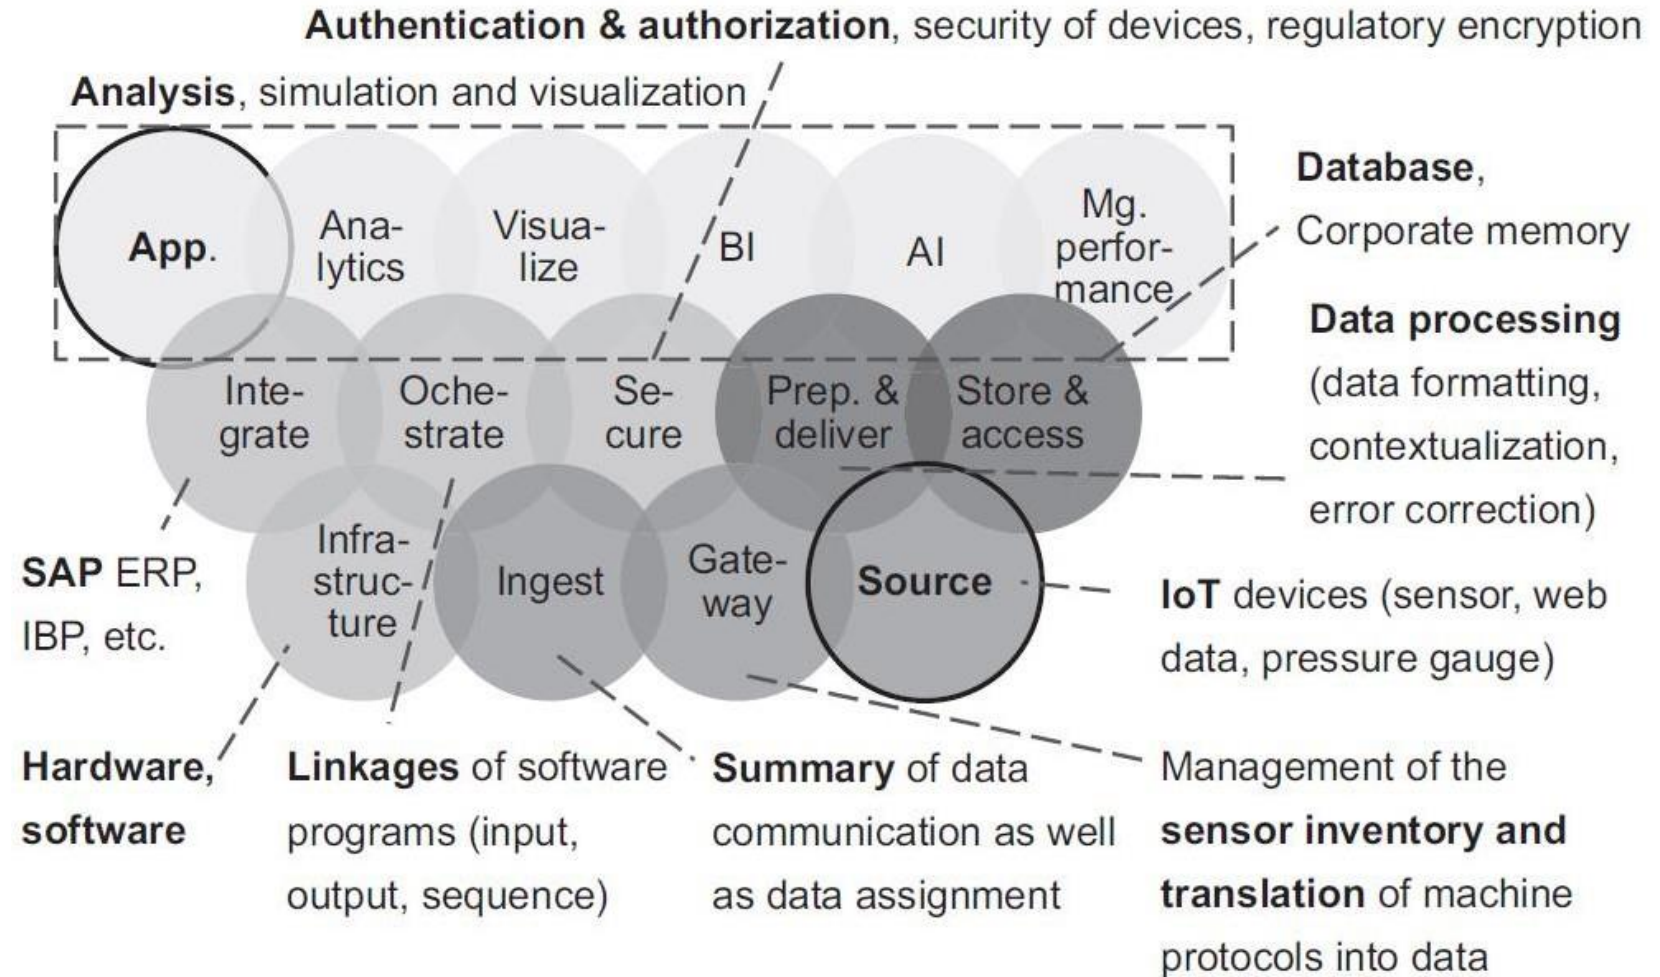 Authentication & authorization, security of devices, regulatory encryption
Analysis, simulation and visualization
App.
Ana-
lytics
Visua-
lize
BI
AI
Mg.
perfor-
mance
Database,
Corporate memory
Inte-
grate
Oche-
strate
Se-
cure
Prep. &
deliver
Store &
access
Data processing
(data formatting,
contextualization,
error correction)
Infra-
struc-
ture
Ingest
Gate-
way
Source
SAP ERP,
IBP, etc.
IoT devices (sensor, web
data, pressure gauge)
Hardware,
software
Linkages of software
programs (input,
output, sequence)
Summary of data
communication as well
as data assignment
Management of the
sensor inventory and
translation of machine
protocols into data